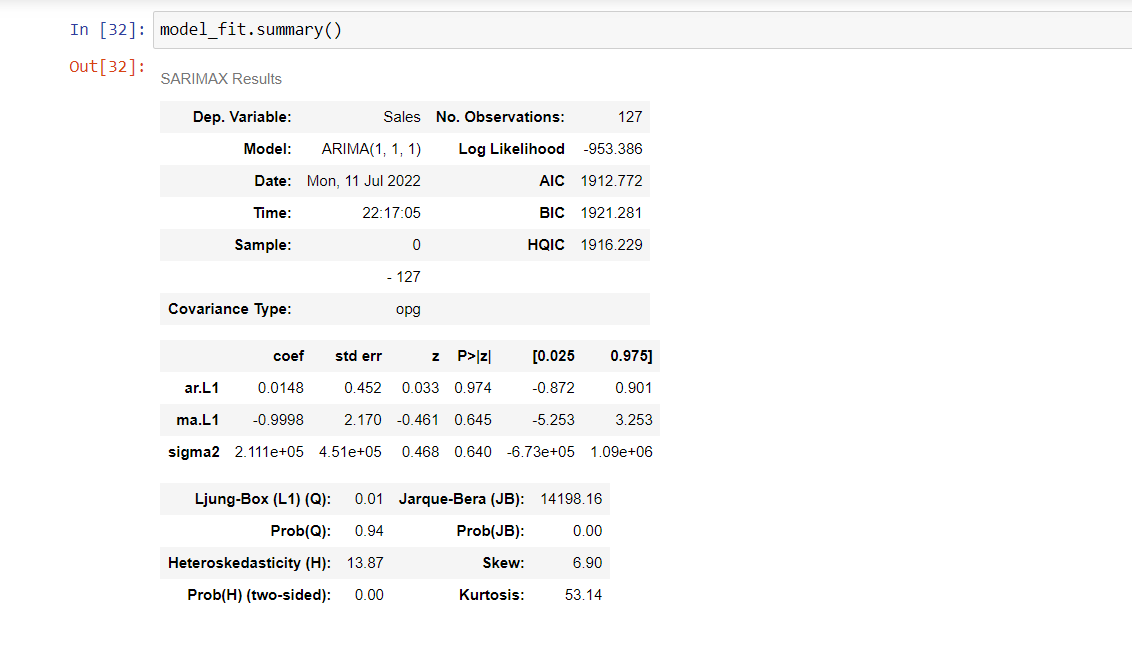 In [32]: model_fit.summary()
Out[32]:
SARIMAX Results
Dep. Variable: Sales No. Observations: 127
Model: ARIMA(1, 1, 1) Log Likelihood -953.386
Date: Mon, 11 Jul 2022 AIC 1912.772
Time: 22:17:05 BIC 1921.281
Sample: 0 HQIC 1916.229
- 127
Covariance Type: opg
coef std err z P>|z| [0.025 0.975]
ar.L1 0.0148 0.452 0.033 0.974 -0.872 0.901
ma.L1 -0.9998 2.170 -0.461 0.645 -5.253 3.253
sigma2 2.111e+05 4.51e+05 0.468 0.640 -6.73e+05 1.09e+06
Ljung-Box (L1) (Q): 0.01 Jarque-Bera (JB): 14198.16
Prob(Q): 0.94 Prob(JB): 0.00
Heteroskedasticity (H): 13.87 Skew: 6.90
Prob(H) (two-sided): 0.00 Kurtosis: 53.14